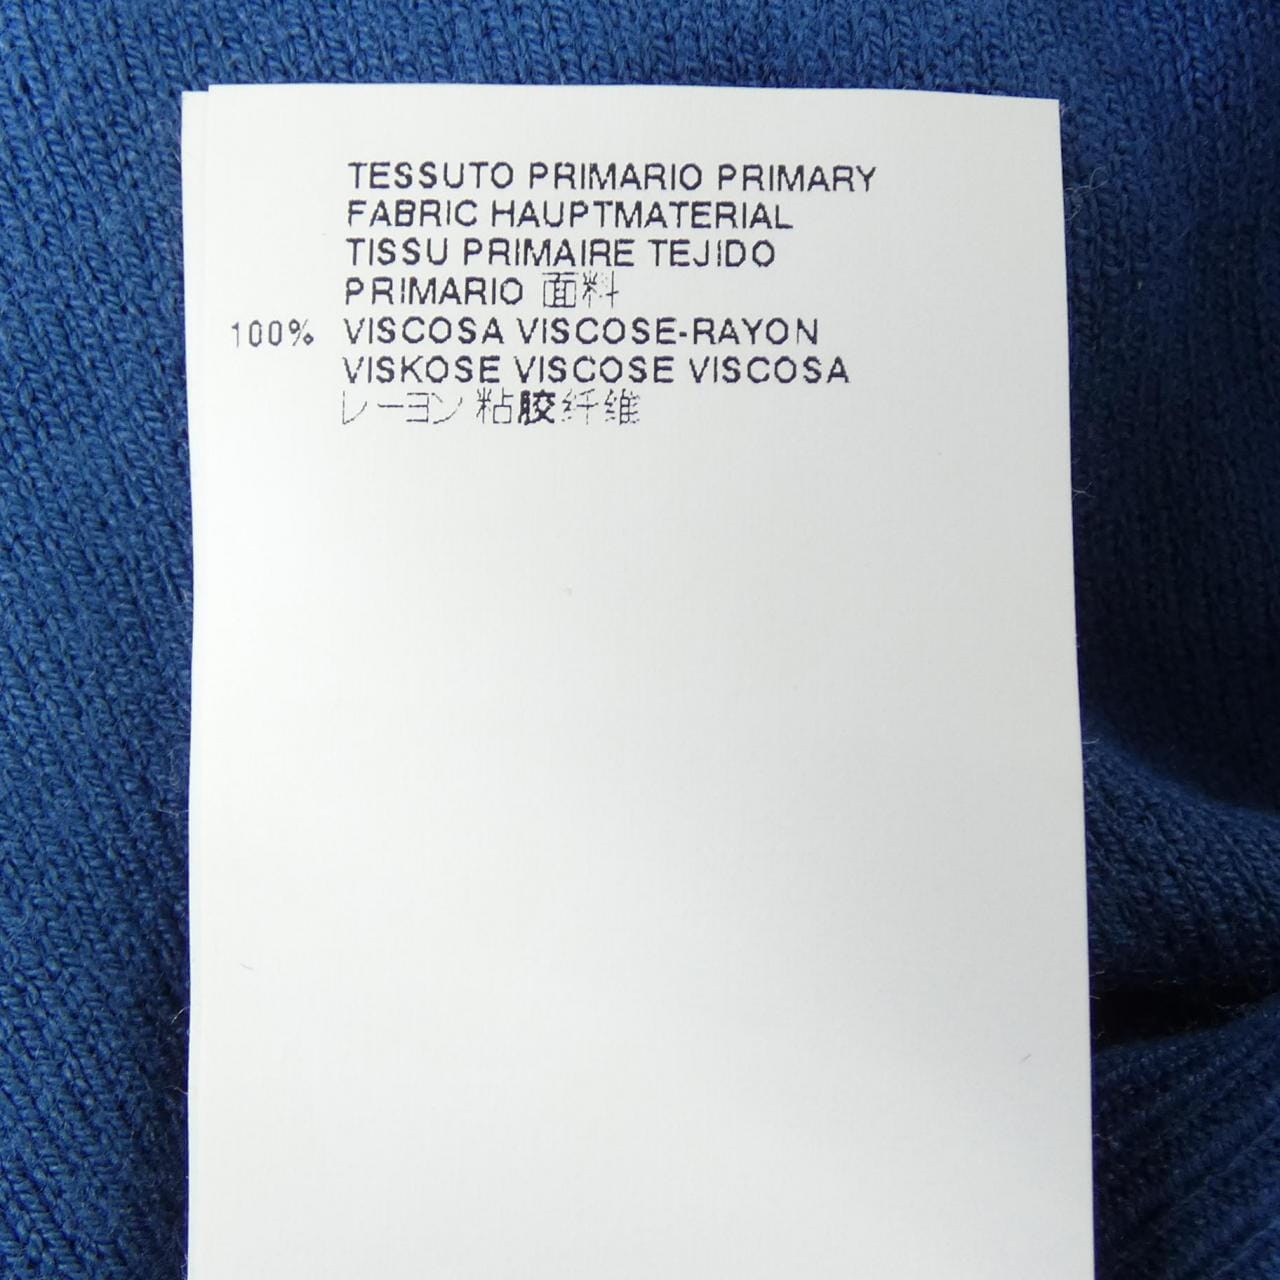 TESSUTO PRIMARIO PRIMARY
FABRIC HAUPTMATERIAL
TISSU PRIMAIRE TEJIDO
PRIMARIO 面料
100% VISCOSA VISCOSE-RAYON
VISKOSE VISCOSE VISCOSA
レーヨン 粘胶纤维